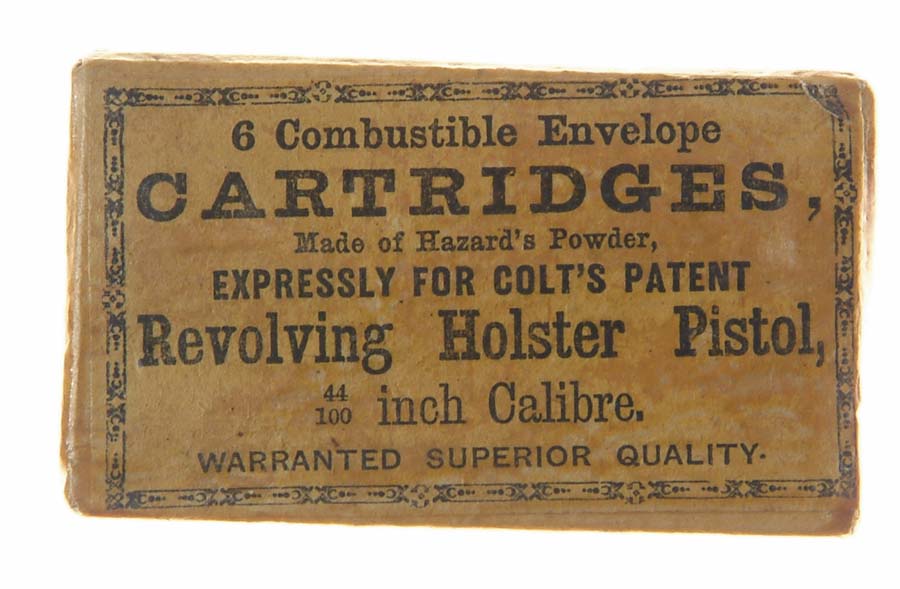 6 Combustible Envelope
CARTRIDGES,
Made of Hazard's Powder,
EXPRESSLY FOR COLT'S PATENT
Revolving Holster Pistol,
44/100 inch Calibre.
WARRANTED SUPERIOR QUALITY.